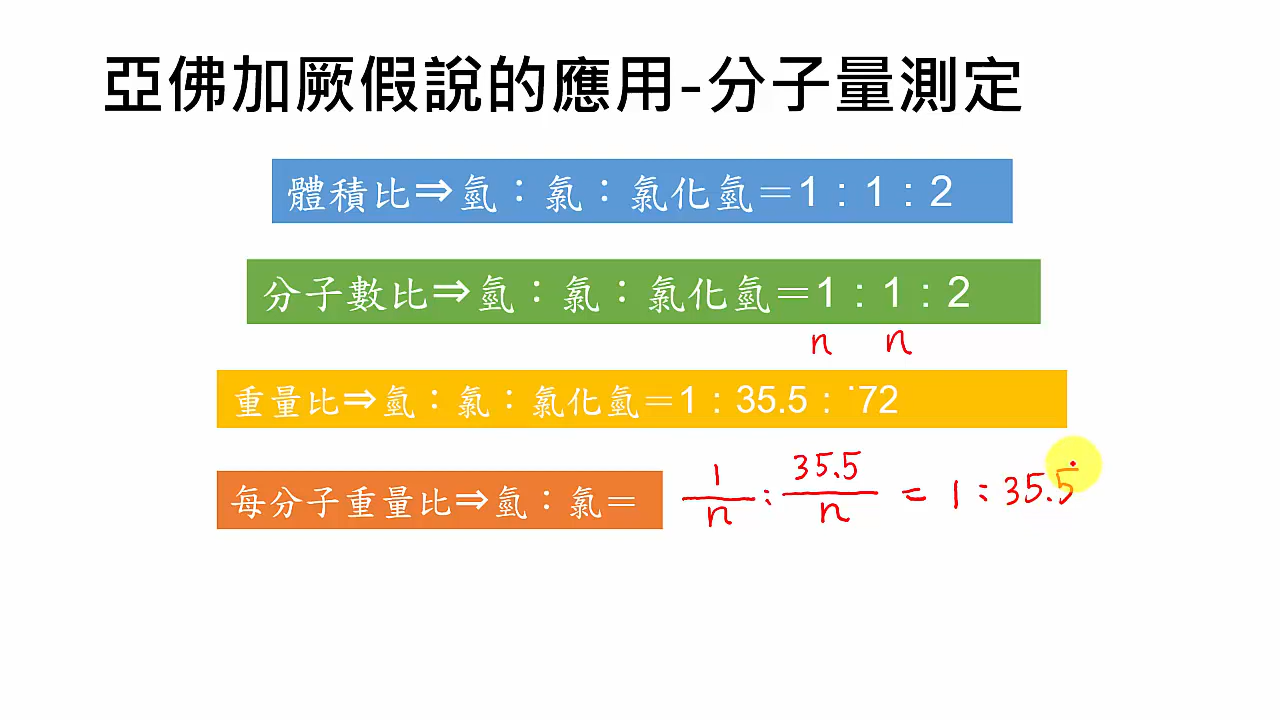 亞佛加厥假說的應用-分子量測定
體積比⇒氫：氯：氯化氫＝1：1：2
分子數比⇒氫：氯：氯化氫＝1：1：2
n n
重量比⇒氫：氯：氯化氫＝1：35.5：72
每分子重量比⇒氫：氯＝ 1/n : 35.5/n = 1 : 35.5